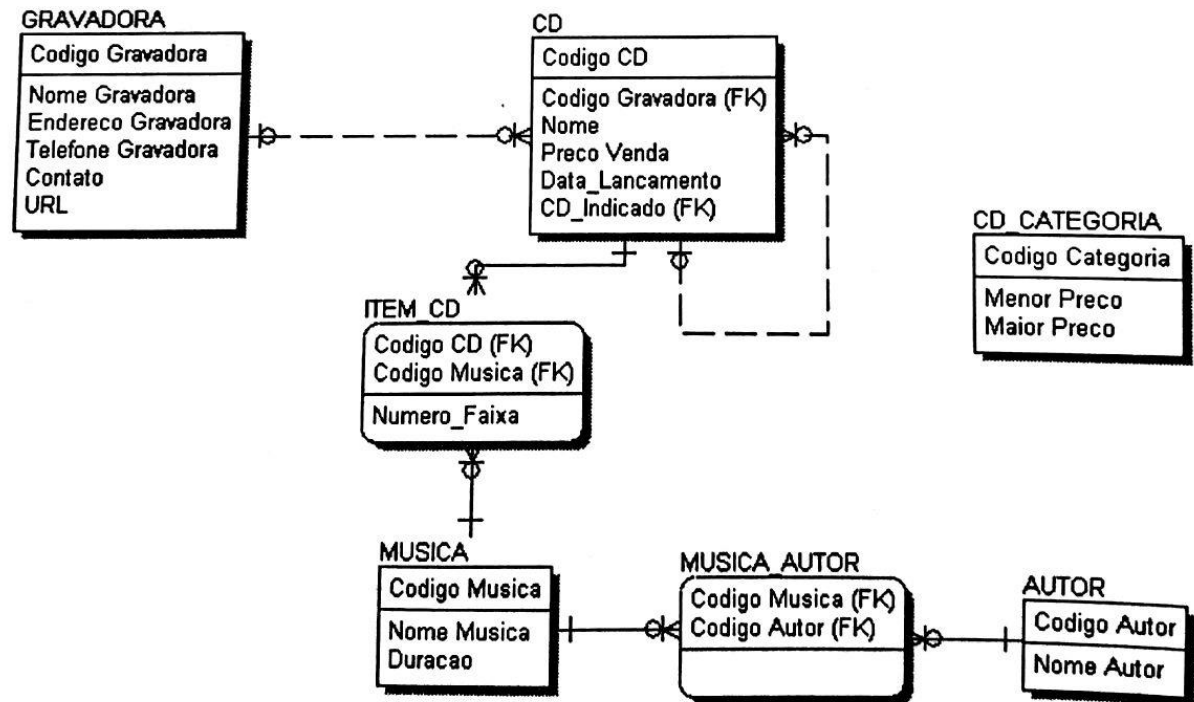 GRAVADORA
Codigo Gravadora
Nome Gravadora
Endereco Gravadora
Telefone Gravadora
Contato
URL
CD
Codigo CD
Codigo Gravadora (FK)
Nome
Preco Venda
Data_Lancamento
CD_Indicado (FK)
CD_CATEGORIA
Codigo Categoria
Menor Preco
Maior Preco
ITEM_CD
Codigo CD (FK)
Codigo Musica (FK)
Numero_Faixa
MUSICA
Codigo Musica
Nome Musica
Duracao
MUSICA_AUTOR
Codigo Musica (FK)
Codigo Autor (FK)
AUTOR
Codigo Autor
Nome Autor